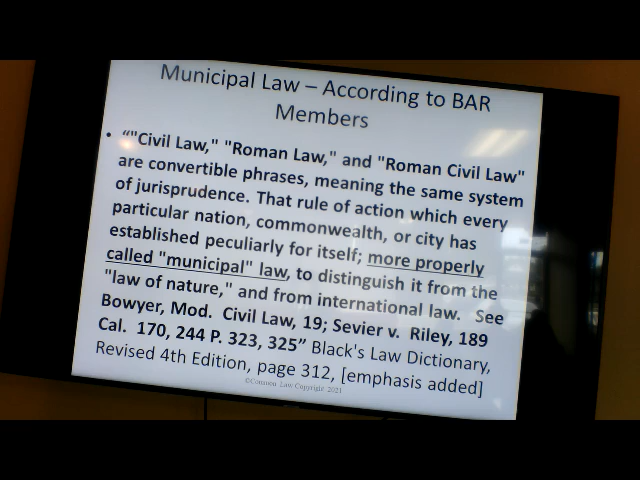 Municipal Law – According to BAR
Members
• “"Civil Law," "Roman Law," and "Roman Civil Law"
are convertible phrases, meaning the same system
of jurisprudence. That rule of action which every
particular nation, commonwealth, or city has
established peculiarly for itself; more properly
called "municipal" law, to distinguish it from the
"law of nature," and from international law. See
Bowyer, Mod. Civil Law, 19; Sevier v. Riley, 189
Cal. 170, 244 P. 323, 325” Black's Law Dictionary,
Revised 4th Edition, page 312, [emphasis added]
©Common Law Copyright 2021